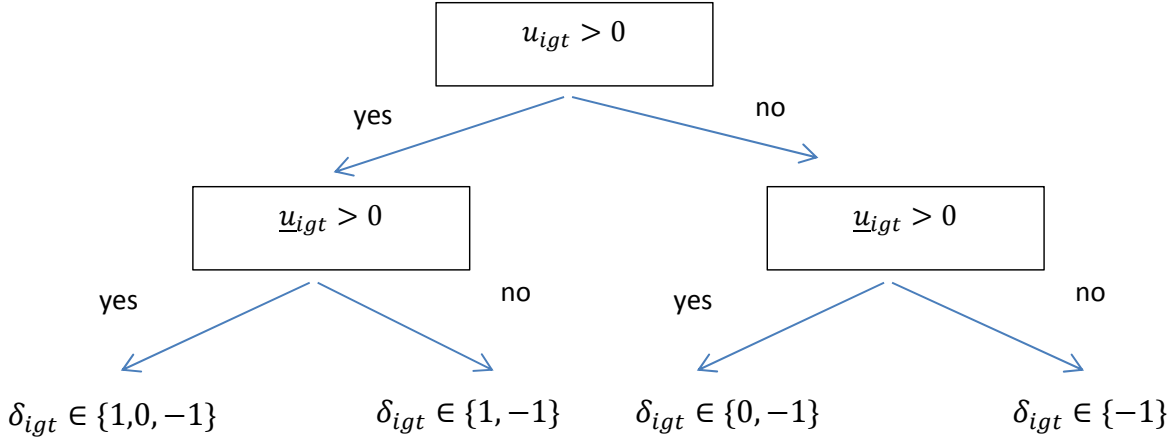 u_{igt} > 0
yes
no
\underline{u}_{igt} > 0
\underline{u}_{igt} > 0
yes
no
yes
no
δ_{igt} ∈ {1,0, −1}
δ_{igt} ∈ {1, −1}
δ_{igt} ∈ {0, −1}
δ_{igt} ∈ {−1}